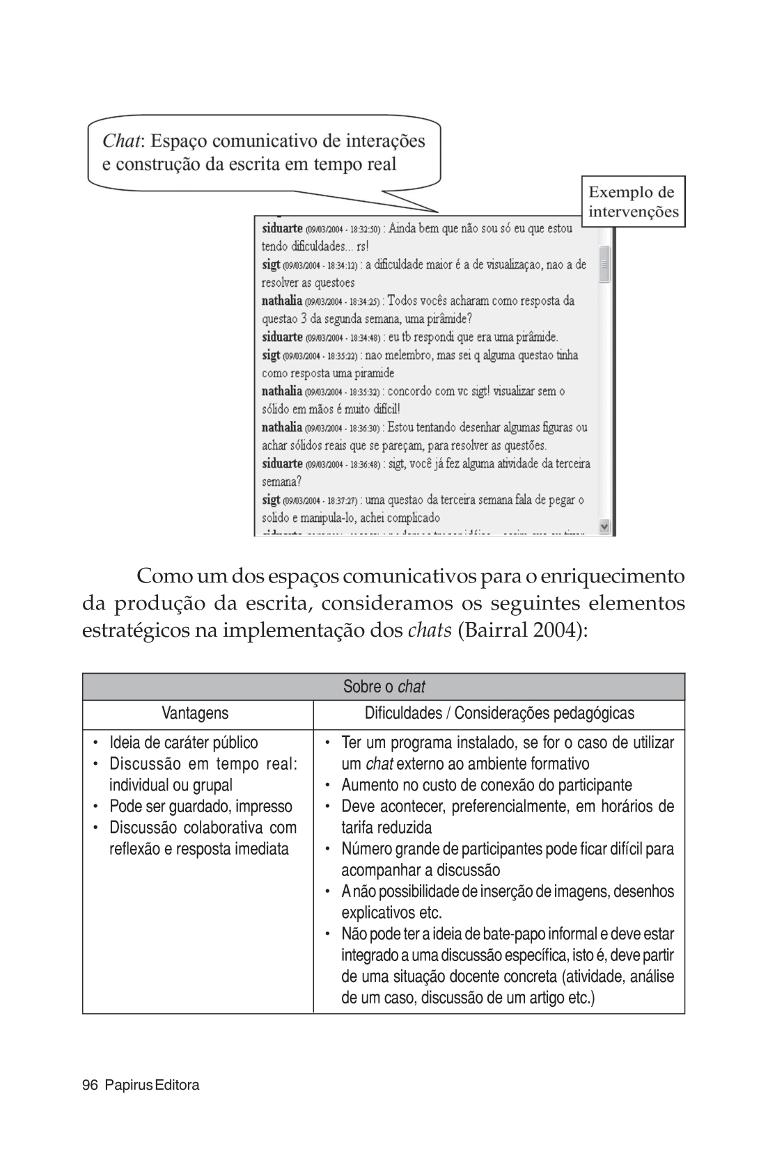 Chat: Espaço comunicativo de interações
e construção da escrita em tempo real
Exemplo de
intervenções
siduarte (09/03/2004 - 18:32:50) : Ainda bem que não sou só eu que estou
tendo dificuldades... rs!
sigt (09/03/2004 - 18:34:12) : a dificuldade maior é a de visualizaçao, nao a de
resolver as questoes
nathalia (09/03/2004 - 18:34:25) : Todos vocês acharam como resposta da
questao 3 da segunda semana, uma pirâmide?
siduarte (09/03/2004 - 18:34:48) : eu tb respondi que era uma pirâmide.
sigt (09/03/2004 - 18:35:22) : nao melembro, mas sei q alguma questao tinha
como resposta uma piramide
nathalia (09/03/2004 - 18:35:32) : concordo com vc sigt! visualizar sem o
sólido em mãos é muito difícil!
nathalia (09/03/2004 - 18:36:30) : Estou tentando desenhar algumas figuras ou
achar sólidos reais que se pareçam, para resolver as questões.
siduarte (09/03/2004 - 18:36:48) : sigt, você já fez alguma atividade da terceira
semana?
sigt (09/03/2004 - 18:37:27) : uma questao da terceira semana fala de pegar o
solido e manipula-lo, achei complicado
Como um dos espaços comunicativos para o enriquecimento
da produção da escrita, consideramos os seguintes elementos
estratégicos na implementação dos chats (Bairral 2004):
Sobre o chat
Vantagens
• Ideia de caráter público
• Discussão em tempo real:
individual ou grupal
• Pode ser guardado, impresso
• Discussão colaborativa com
reflexão e resposta imediata
Dificuldades / Considerações pedagógicas
• Ter um programa instalado, se for o caso de utilizar
um chat externo ao ambiente formativo
• Aumento no custo de conexão do participante
• Deve acontecer, preferencialmente, em horários de
tarifa reduzida
• Número grande de participantes pode ficar difícil para
acompanhar a discussão
• A não possibilidade de inserção de imagens, desenhos
explicativos etc.
• Não pode ter a ideia de bate-papo informal e deve estar
integrado a uma discussão específica, isto é, deve partir
de uma situação docente concreta (atividade, análise
de um caso, discussão de um artigo etc.)
96 Papirus Editora